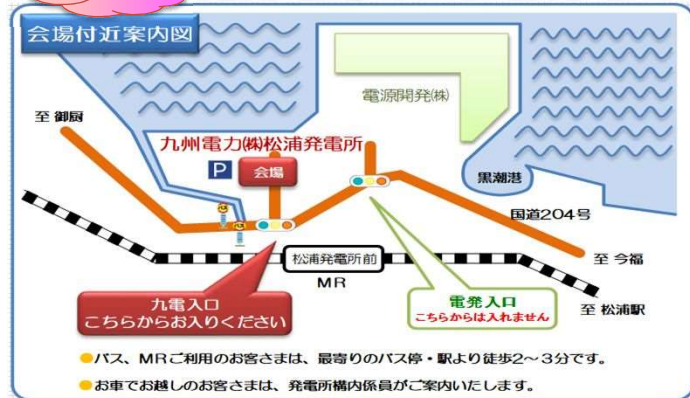 会場付近案内図
電源開発㈱
至 御厨
九州電力㈱松浦発電所
P
会場
黒潮港
国道204号
松浦発電所前
MR
至 今福
至 松浦駅
九電入口
こちらからお入りください
電発入口
こちらからは入れません
●バス、MRご利用のお客さまは、最寄りのバス停・駅より徒歩2～3分です。
●お車でお越しのお客さまは、発電所構内係員がご案内いたします。